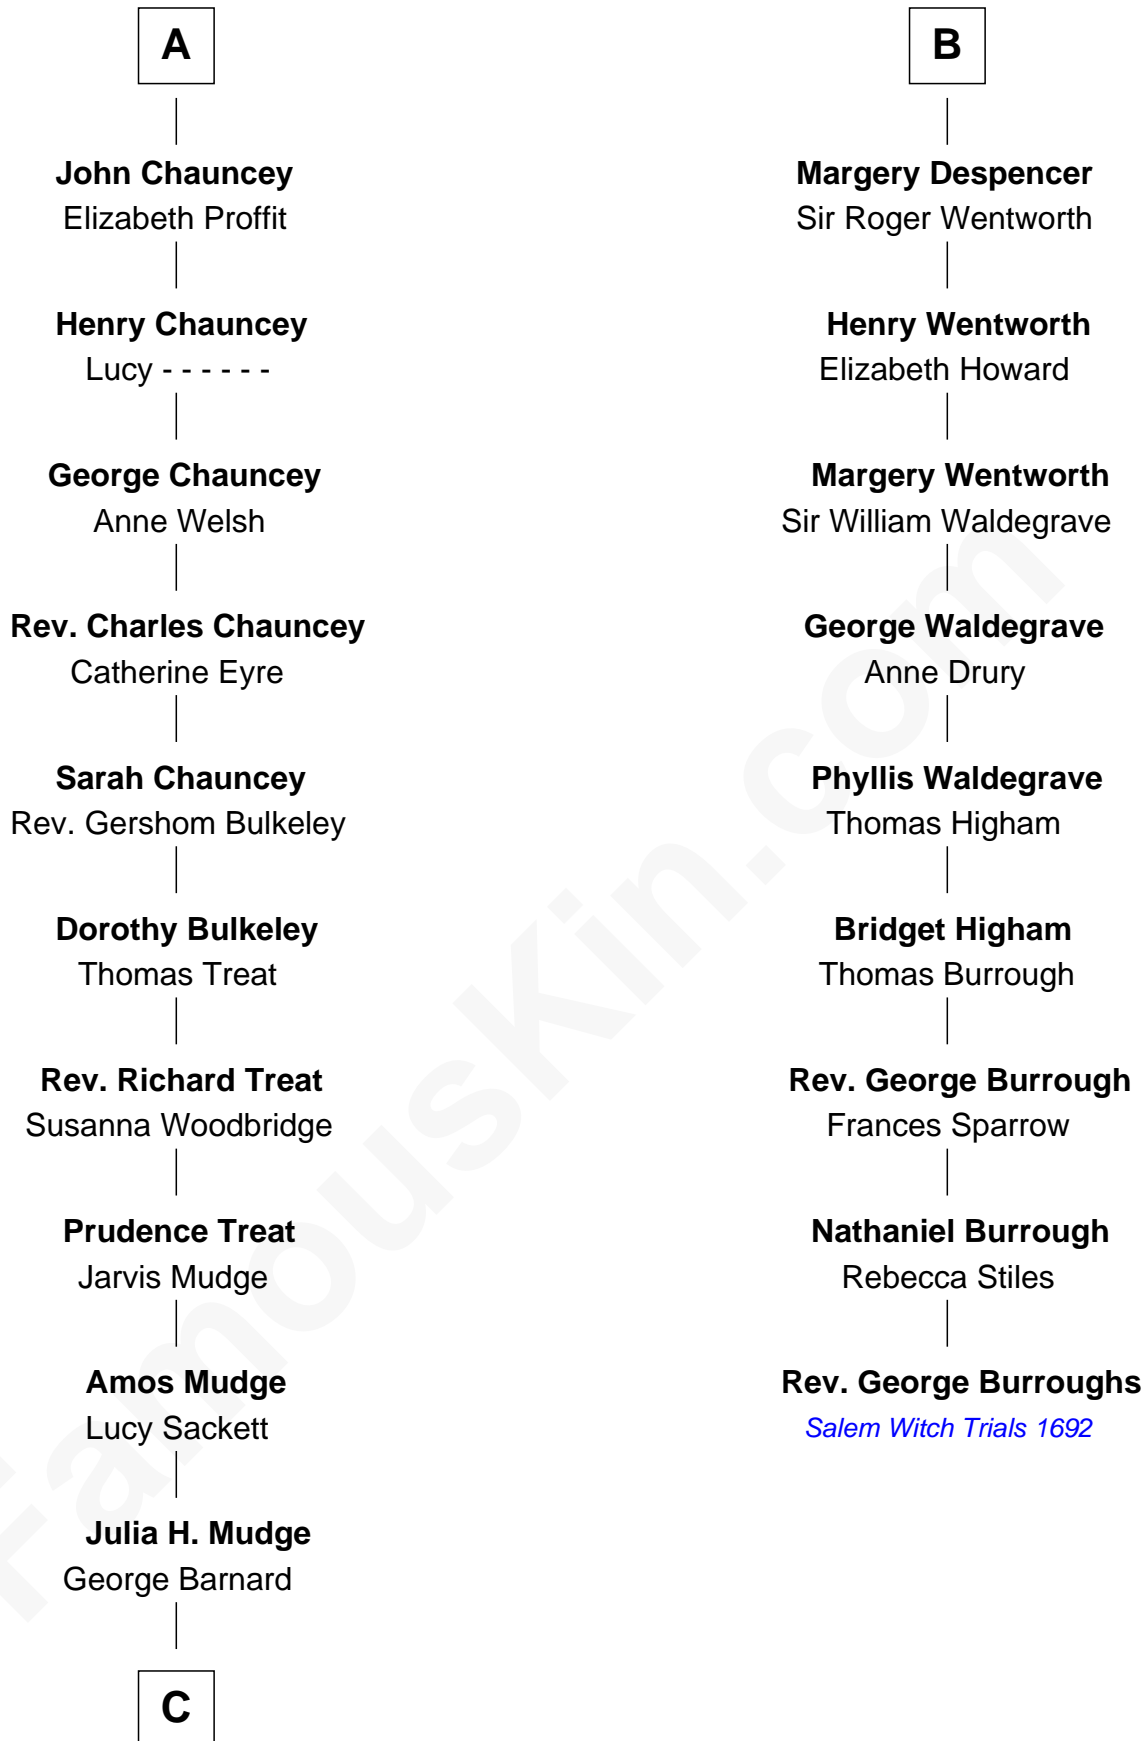 A
John Chauncey
Elizabeth Proffit
Henry Chauncey
Lucy - - - - - -
George Chauncey
Anne Welsh
Rev. Charles Chauncey
Catherine Eyre
Sarah Chauncey
Rev. Gershom Bulkeley
Dorothy Bulkeley
Thomas Treat
Rev. Richard Treat
Susanna Woodbridge
Prudence Treat
Jarvis Mudge
Amos Mudge
Lucy Sackett
Julia H. Mudge
George Barnard
C
B
Margery Despencer
Sir Roger Wentworth
Henry Wentworth
Elizabeth Howard
Margery Wentworth
Sir William Waldegrave
George Waldegrave
Anne Drury
Phyllis Waldegrave
Thomas Higham
Bridget Higham
Thomas Burrough
Rev. George Burrough
Frances Sparrow
Nathaniel Burrough
Rebecca Stiles
Rev. George Burroughs
Salem Witch Trials 1692
FamousKin.com